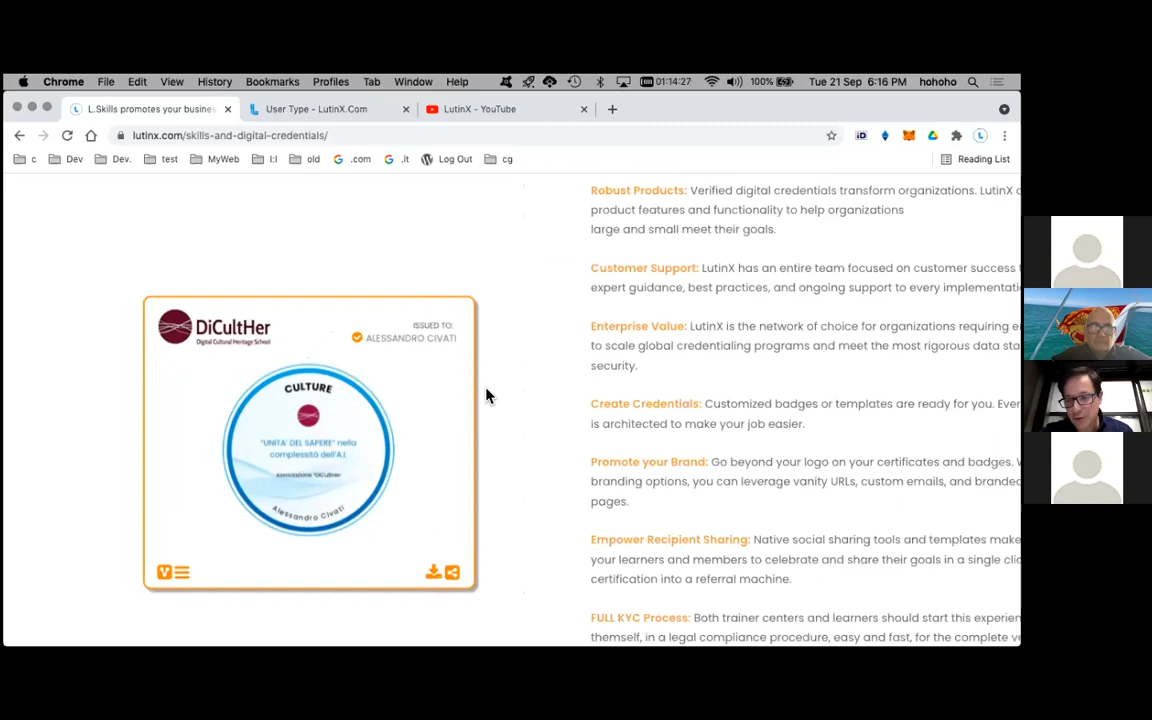 Chrome File Edit View History Bookmarks Profiles Tab Window Help 01:14:27 100% Tue 21 Sep 6:16 PM hohoho
L.Skills promotes your busines User Type - LutinX.Com LutinX - YouTube
lutinx.com/skills-and-digital-credentials/
c Dev Dev. test MyWeb l:l old .com .it Log Out cg Reading List
DiCultHer
Digital Cultural Heritage School
ISSUED TO:
ALESSANDRO CIVATI
CULTURE
"UNITA' DEL SAPERE" nella
complessità dell'A.I.
Associazione "DiCultHer
Alessandro Civati
V
Robust Products: Verified digital credentials transform organizations. LutinX
product features and functionality to help organizations
large and small meet their goals.
Customer Support: LutinX has an entire team focused on customer success
expert guidance, best practices, and ongoing support to every implementati
Enterprise Value: LutinX is the network of choice for organizations requiring
to scale global credentialing programs and meet the most rigorous data
security.
Create Credentials: Customized badges or templates are ready for you.
is architected to make your job easier.
Promote your Brand: Go beyond your logo on your certificates and badges.
branding options, you can leverage vanity URLs, custom emails, and branded
pages.
Empower Recipient Sharing: Native social sharing tools and templates make
your learners and members to celebrate and share their goals in a single
certification into a referral machine.
FULL KYC Process: Both trainer centers and learners should start this
themself, in a legal compliance procedure, easy and fast, for the complete